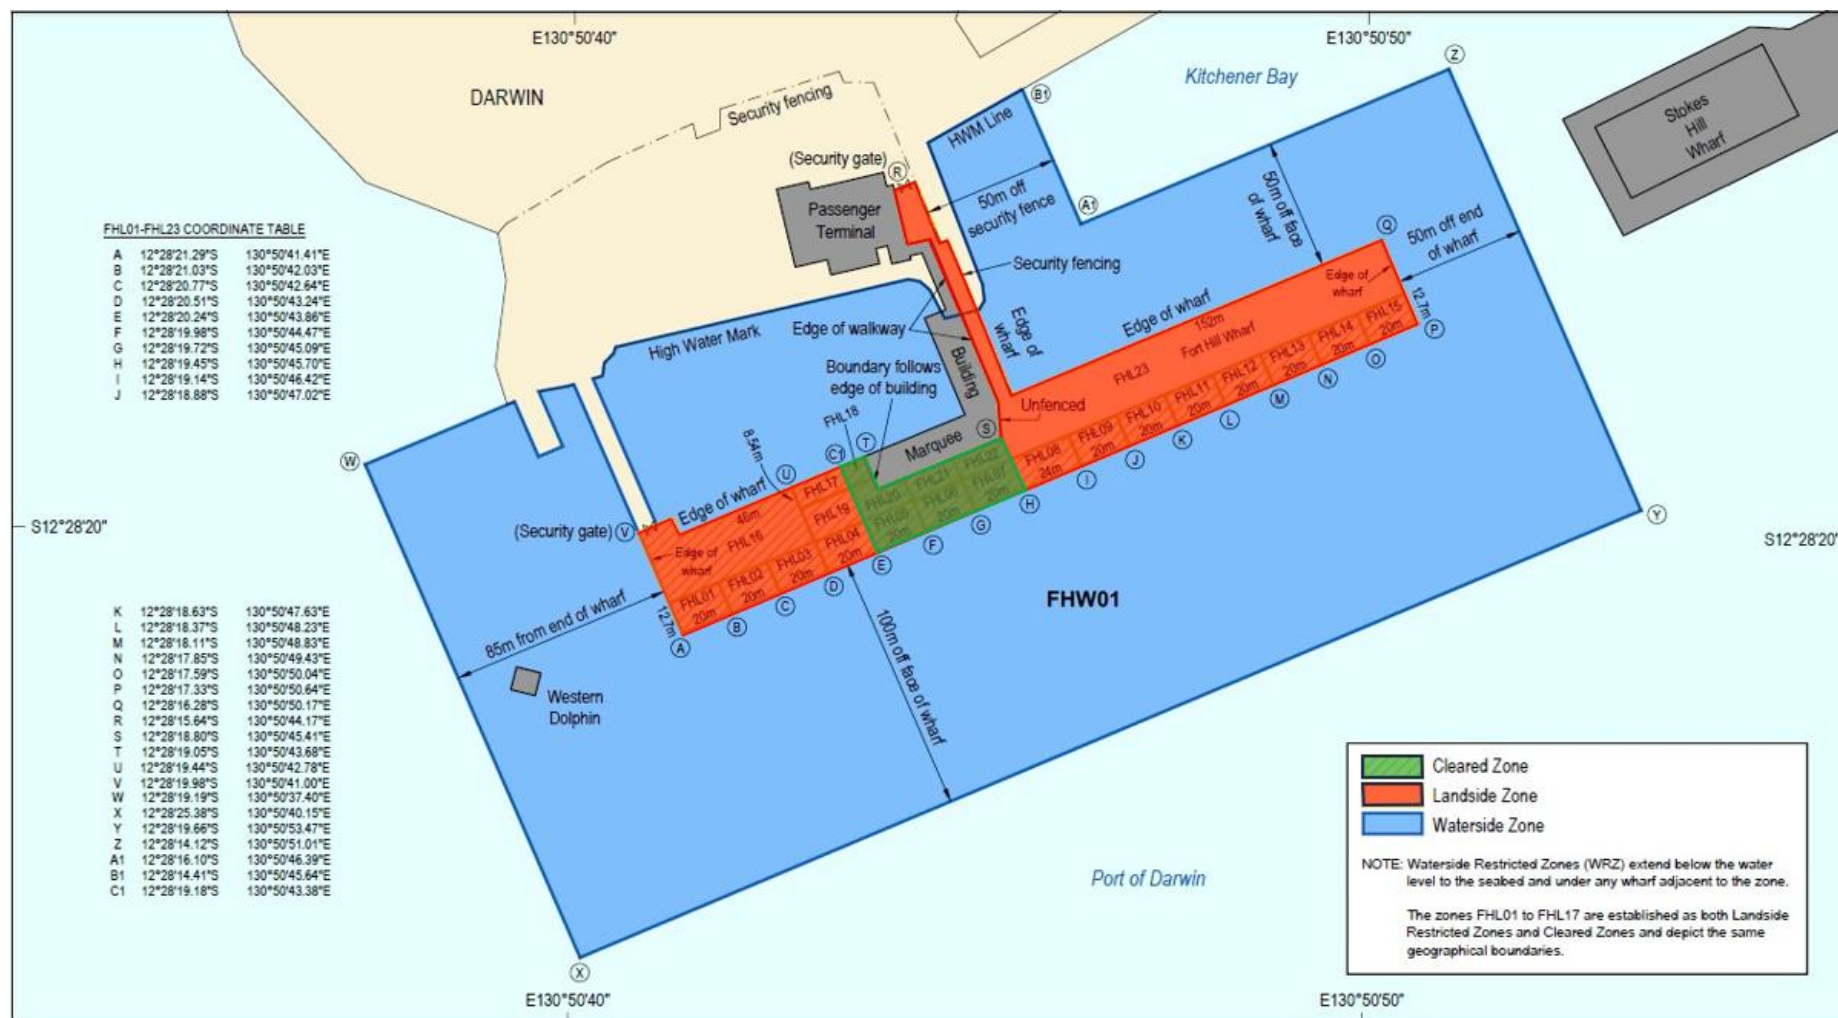 E130°50'40"
E130°50'50"
Z
Kitchener Bay
DARWIN
Security fencing
B1
HWM Line
Stokes
Hill
Wharf
(Security gate)
R
50m off
security fence
A1
50m off face
of wharf
Q
50m off end
of wharf
Passenger
Terminal
FHL01-FHL23 COORDINATE TABLE
A 12°28'21.29"S 130°50'41.41"E
B 12°28'21.03"S 130°50'42.03"E
C 12°28'20.77"S 130°50'42.64"E
D 12°28'20.51"S 130°50'43.24"E
E 12°28'20.24"S 130°50'43.86"E
F 12°28'19.98"S 130°50'44.47"E
G 12°28'19.72"S 130°50'45.09"E
H 12°28'19.45"S 130°50'45.70"E
I 12°28'19.14"S 130°50'46.42"E
J 12°28'18.88"S 130°50'47.02"E
Security fencing
Edge of
wharf
Edge of wharf
152m
Fort Hill Wharf
FHL23
12.7m
P
High Water Mark
Edge of walkway
Edge of
wharf
Building
Boundary follows
edge of building
Unfenced
FHL15
20m
FHL14
20m
O
FHL13
20m
N
FHL12
20m
M
FHL11
20m
L
FHL10
20m
K
FHL09
20m
J
FHL08
24m
I
W
FHL18
8.54m
U
C1
T
Marquee
S
Edge of wharf
46m
FHL17
FHL20
FHL21
FHL22
FHL19
FHL05
20m
FHL06
20m
FHL07
20m
H
G
F
E
S12°28'20"
S12°28'20"
Y
(Security gate)
V
Edge of
wharf
FHL16
FHL01
20m
FHL02
20m
FHL03
20m
FHL04
20m
D
C
B
A
12.7m
FHW01
85m from end of wharf
100m off face of wharf
Western
Dolphin
K 12°28'18.63"S 130°50'47.63"E
L 12°28'18.37"S 130°50'48.23"E
M 12°28'18.11"S 130°50'48.83"E
N 12°28'17.85"S 130°50'49.43"E
O 12°28'17.59"S 130°50'50.04"E
P 12°28'17.33"S 130°50'50.64"E
Q 12°28'16.28"S 130°50'50.17"E
R 12°28'15.64"S 130°50'44.17"E
S 12°28'18.80"S 130°50'45.41"E
T 12°28'19.05"S 130°50'43.68"E
U 12°28'19.44"S 130°50'42.78"E
V 12°28'19.98"S 130°50'41.00"E
W 12°28'19.19"S 130°50'37.40"E
X 12°28'25.38"S 130°50'40.15"E
Y 12°28'19.66"S 130°50'53.47"E
Z 12°28'14.12"S 130°50'51.01"E
A1 12°28'16.10"S 130°50'46.39"E
B1 12°28'14.41"S 130°50'45.64"E
C1 12°28'19.18"S 130°50'43.38"E
Cleared Zone
Landside Zone
Waterside Zone
NOTE: Waterside Restricted Zones (WRZ) extend below the water
level to the seabed and under any wharf adjacent to the zone.
The zones FHL01 to FHL17 are established as both Landside
Restricted Zones and Cleared Zones and depict the same
geographical boundaries.
Port of Darwin
X
E130°50'40"
E130°50'50"